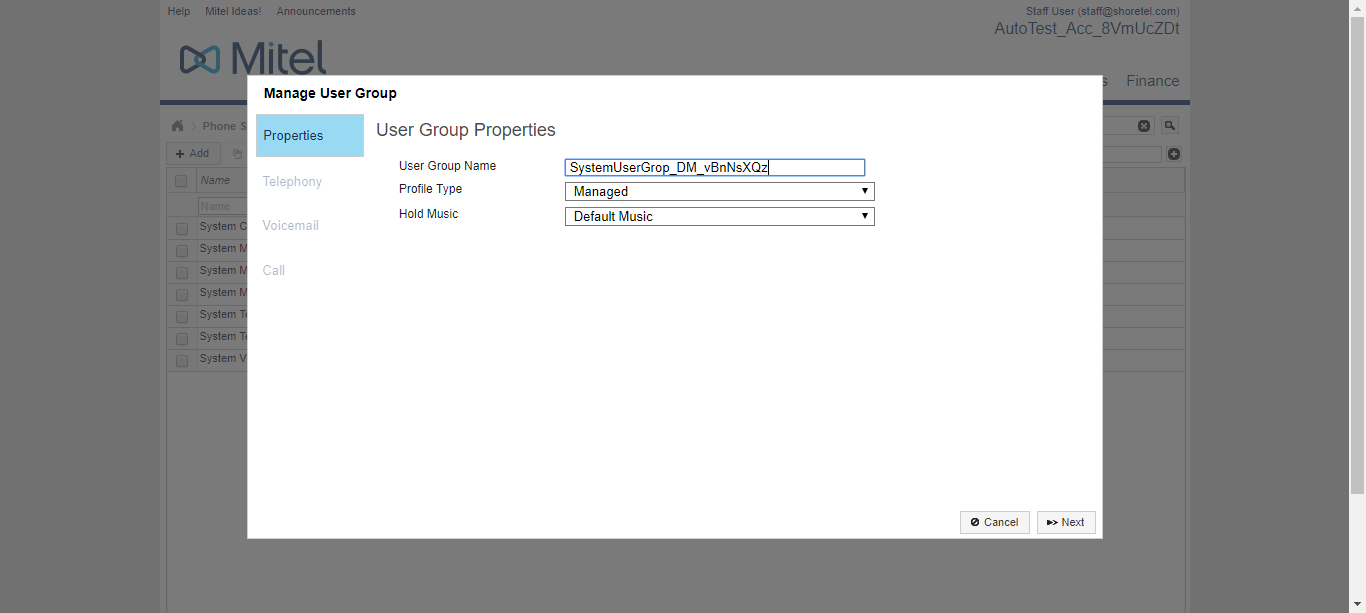 Help Mitel Ideas! Announcements
Staff User (staff@shoretel.com)
AutoTest_Acc_8VmUcZDt
Mitel
s Finance
Manage User Group
Phone S
Properties
User Group Properties
+ Add
User Group Name SystemUserGrop_DM_vBnNsXQz
Name
Telephony
Profile Type Managed
Name
Hold Music Default Music
Voicemail
System C
System M
System M
Call
System M
System Te
System Te
System V
Cancel Next